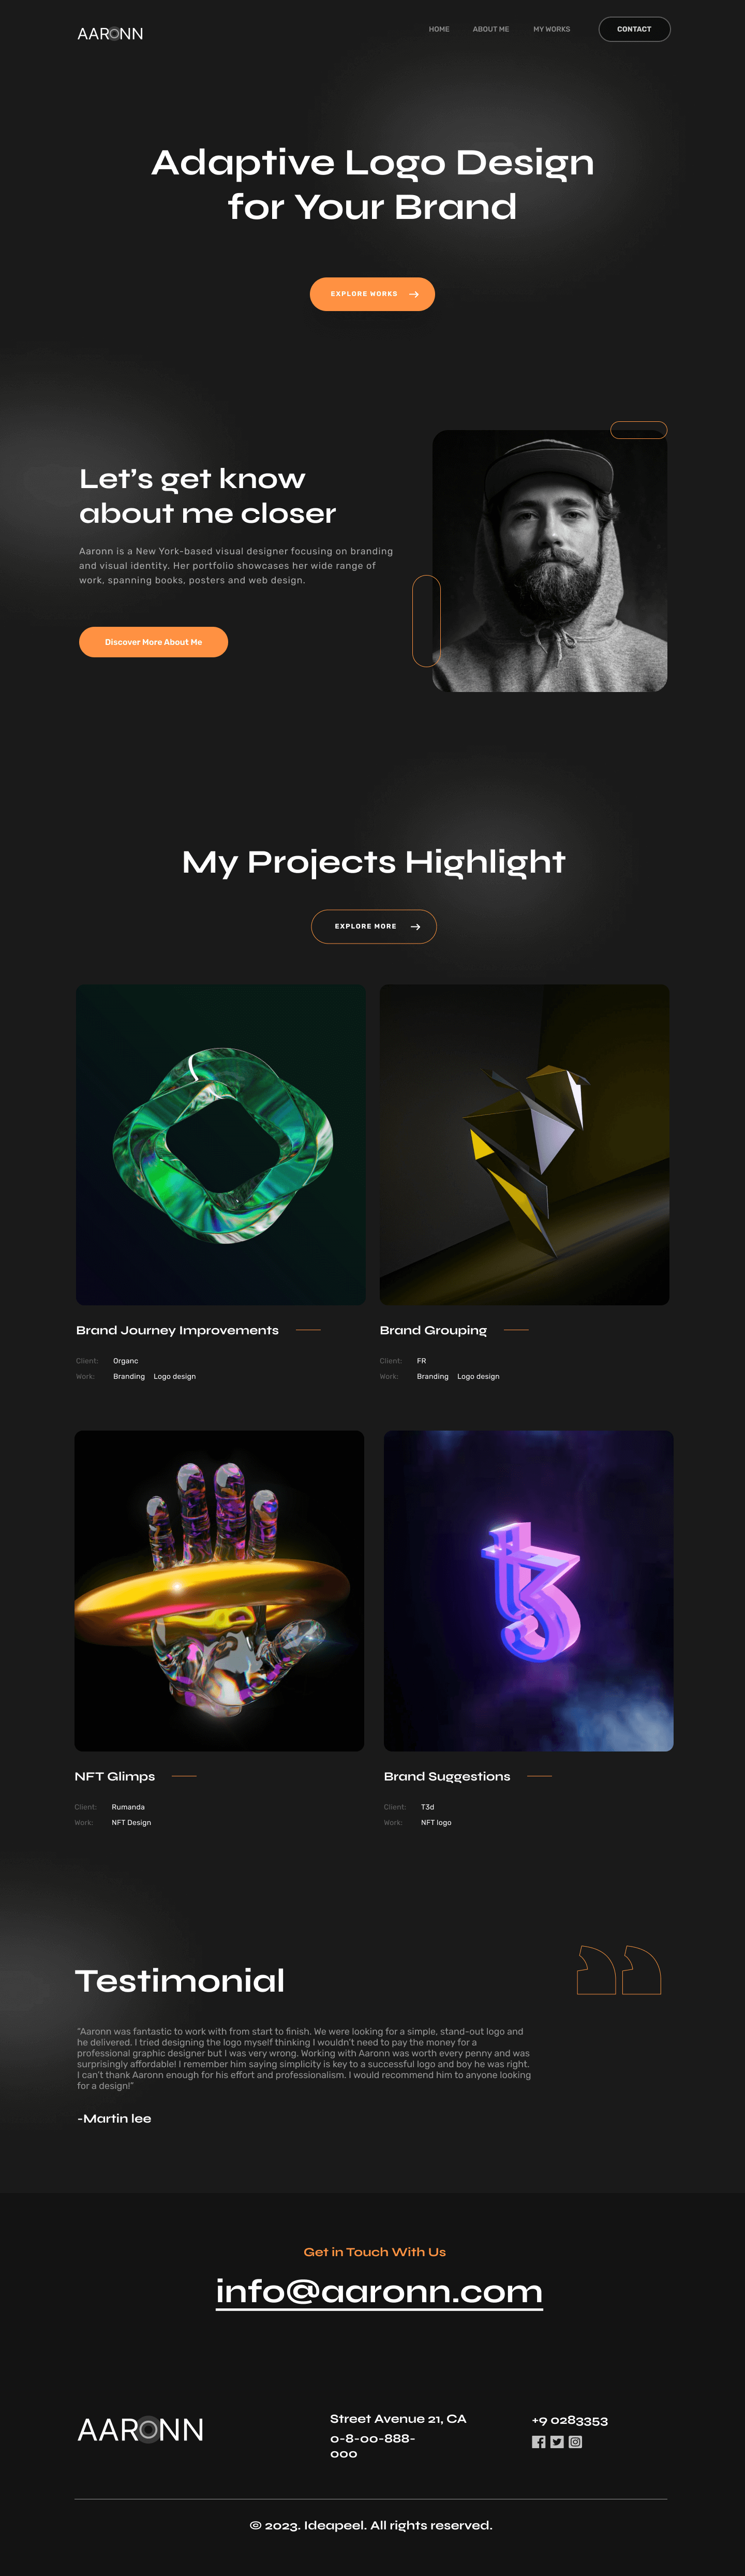 AARONN
HOME ABOUT ME MY WORKS CONTACT
Adaptive Logo Design
for Your Brand
EXPLORE WORKS
Let's get know
about me closer
Aaronn is a New York-based visual designer focusing on branding
and visual identity. Her portfolio showcases her wide range of
work, spanning books, posters and web design.
Discover More About Me
My Projects Highlight
EXPLORE MORE
Brand Journey Improvements
Client: Organc
Work: Branding Logo design
Brand Grouping
Client: FR
Work: Branding Logo design
NFT Glimps
Client: Rumanda
Work: NFT Design
Brand Suggestions
Client: T3d
Work: NFT logo
Testimonial
"Aaronn was fantastic to work with from start to finish. We were looking for a simple, stand-out logo and
he delivered. I tried designing the logo myself thinking I wouldn't need to pay the money for a
professional graphic designer but I was very wrong. Working with Aaronn was worth every penny and was
surprisingly affordable! I remember him saying simplicity is key to a successful logo and boy he was right.
I can't thank Aaronn enough for his effort and professionalism. I would recommend him to anyone looking
for a design!"
-Martin lee
Get in Touch With Us
info@aaronn.com
AARONN
Street Avenue 21, CA
0-8-00-888-
000
+9 0283353
© 2023. Ideapeel. All rights reserved.